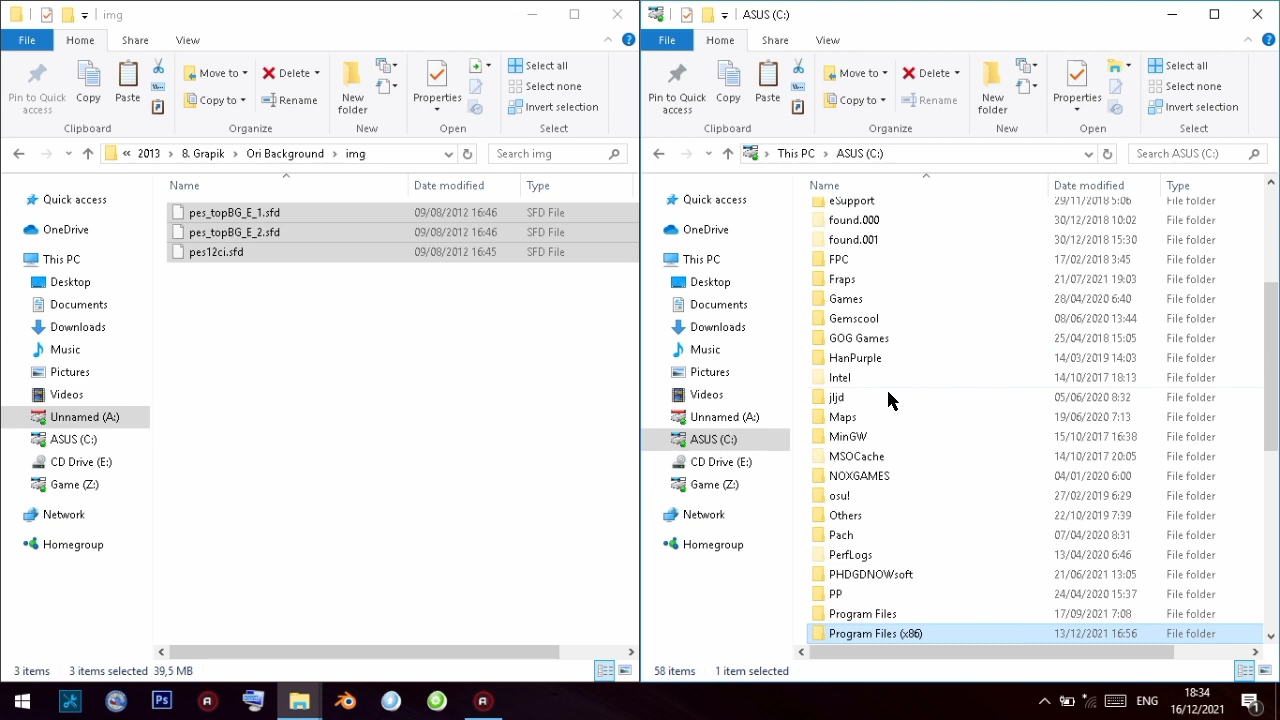 img
File Home Share View
Pin to Quick access
Copy
Paste
Move to
Copy to
Delete
Rename
New folder
Properties
Open
Select all
Select none
Invert selection
Clipboard Organize New Open Select
« 2013 › 8. Grapik › Ori Background › img
Search img
Quick access
OneDrive
This PC
Desktop
Documents
Downloads
Music
Pictures
Videos
Unnamed (A:)
ASUS (C:)
CD Drive (E:)
Game (Z:)
Network
Homegroup
Name Date modified Type
pes_topBG_E_1.sfd 09/08/2012 16:46 SFD File
pes_topBG_E_2.sfd 09/08/2012 16:46 SFD File
pes12ci.sfd 09/08/2012 16:45 SFD File
3 items 3 items selected 39,5 MB
ASUS (C:)
File Home Share View
Pin to Quick access
Copy
Paste
Move to
Copy to
Delete
Rename
New folder
Properties
Select all
Select none
Invert selection
Clipboard Organize New Open Select
This PC › ASUS (C:)
Search ASUS (C:)
Quick access
OneDrive
This PC
Desktop
Documents
Downloads
Music
Pictures
Videos
Unnamed (A:)
ASUS (C:)
CD Drive (E:)
Game (Z:)
Network
Homegroup
Name Date modified Type
eSupport 29/11/2018 5:06 File folder
found.000 30/12/2018 10:02 File folder
found.001 30/12/2018 15:30 File folder
FPC 17/02/2018 3:45 File folder
Fraps 21/07/2021 19:03 File folder
Games 28/04/2020 6:40 File folder
Gemscool 08/06/2020 13:44 File folder
GOG Games 25/04/2018 15:05 File folder
HanPurple 14/03/2019 14:03 File folder
Intel 14/10/2017 18:13 File folder
jljd 05/06/2020 8:32 File folder
Maps 19/06/2020 7:13 File folder
MinGW 15/10/2017 16:38 File folder
MSOCache 14/10/2017 20:05 File folder
NOXGAMES 04/01/2020 6:00 File folder
osu! 27/02/2019 6:29 File folder
Others 22/10/2019 7:39 File folder
Pach 07/04/2020 8:31 File folder
PerfLogs 13/04/2020 6:46 File folder
PHDGDNOWsoft 21/06/2021 13:05 File folder
PP 24/04/2020 15:37 File folder
Program Files 17/09/2021 7:08 File folder
Program Files (x86) 13/12/2021 16:56 File folder
58 items 1 item selected
Ps
ENG
18:34
16/12/2021
1